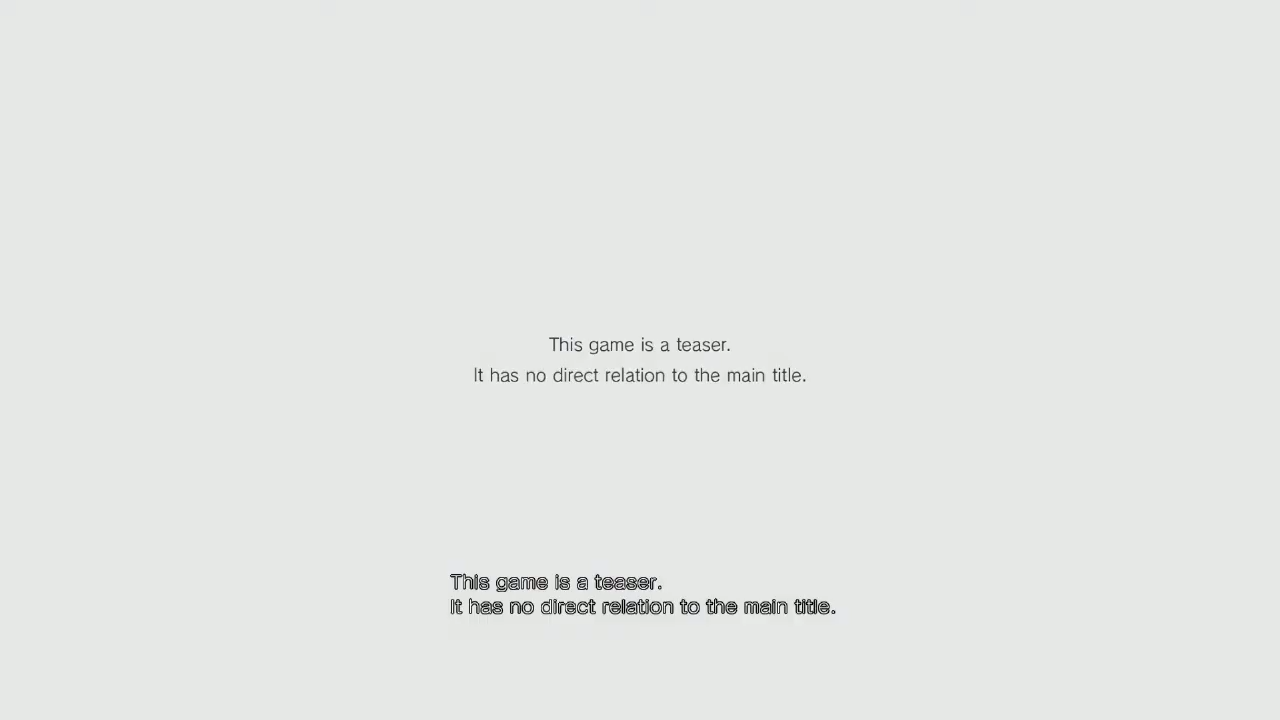 This game is a teaser.
It has no direct relation to the main title.
This game is a teaser.
It has no direct relation to the main title.